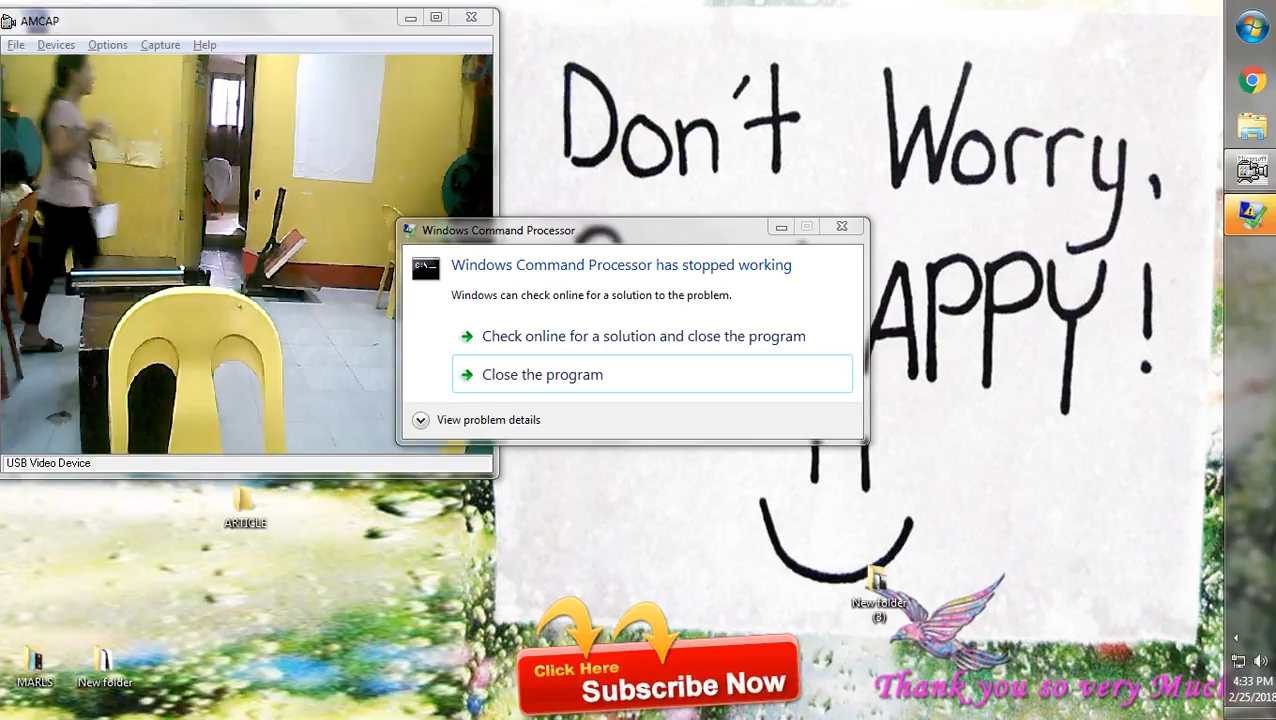 AMCAP
File Devices Options Capture Help
USB Video Device
Don't Worry,
APPY!
Windows Command Processor
Windows Command Processor has stopped working
Windows can check online for a solution to the problem.
Check online for a solution and close the program
Close the program
View problem details
C:\
Microsoft
ARTICLE
New folder
(3)
MARLS
New folder
Click Here
Subscribe Now
Thank you so very Muc
4:33 PM
2/25/2018